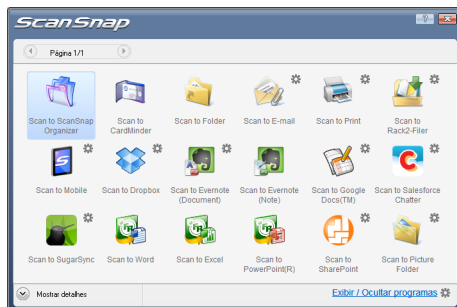 ScanSnap
Página 1/1
Scan to ScanSnap Organizer
Scan to CardMinder
Scan to Folder
Scan to E-mail
Scan to Print
Scan to Rack2-Filer
Scan to Mobile
Scan to Dropbox
Scan to Evernote (Document)
Scan to Evernote (Note)
Scan to Google Docs(TM)
Scan to Salesforce Chatter
Scan to SugarSync
Scan to Word
Scan to Excel
Scan to PowerPoint(R)
Scan to SharePoint
Scan to Picture Folder
Mostrar detalhes
Exibir / Ocultar programas